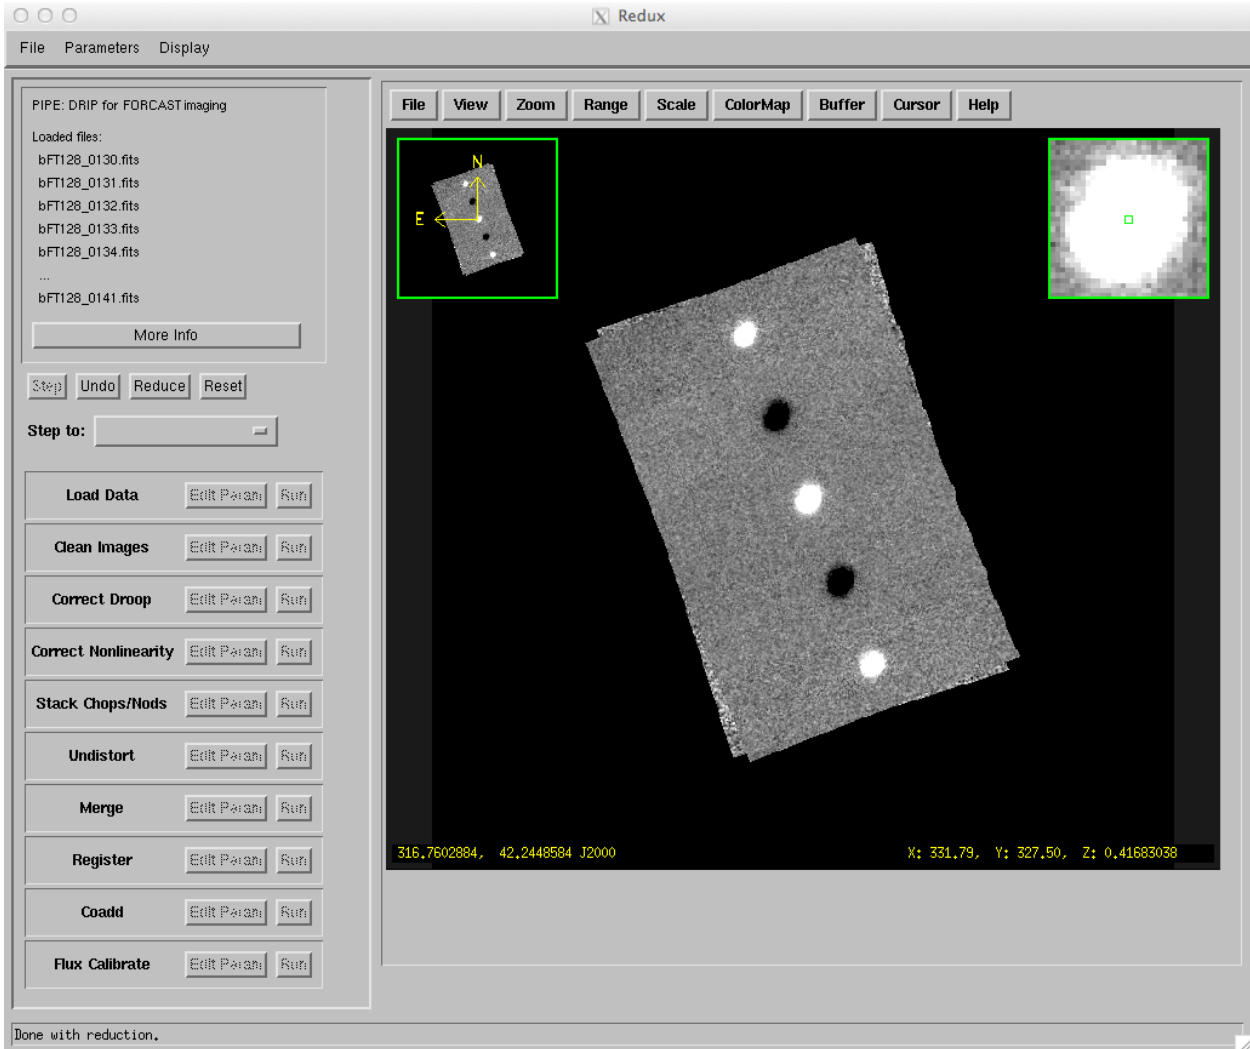 Redux
File Parameters Display
PIPE: DRIP for FORCAST imaging
Loaded files:
bFT128_0130.fits
bFT128_0131.fits
bFT128_0132.fits
bFT128_0133.fits
bFT128_0134.fits
...
bFT128_0141.fits
More Info
Step Undo Reduce Reset
Step to:
Load Data Edit Param Run
Clean Images Edit Param Run
Correct Droop Edit Param Run
Correct Nonlinearity Edit Param Run
Stack Chops/Nods Edit Param Run
Undistort Edit Param Run
Merge Edit Param Run
Register Edit Param Run
Coadd Edit Param Run
Flux Calibrate Edit Param Run
File View Zoom Range Scale ColorMap Buffer Cursor Help
N
E
316.7602884, 42.2448584 J2000 X: 331.79, Y: 327.50, Z: 0.41683038
Done with reduction.